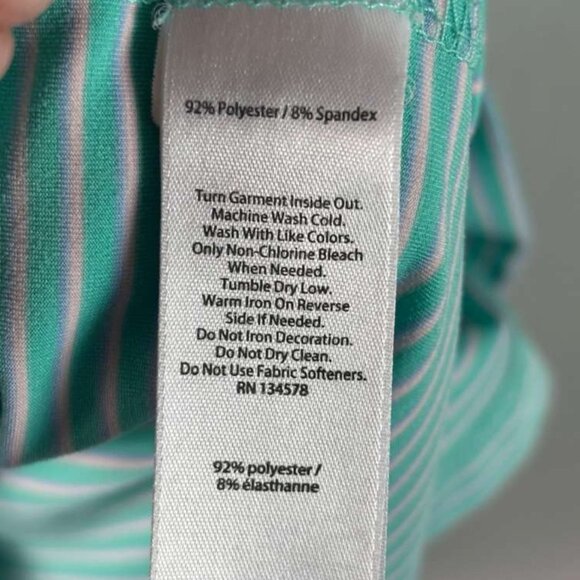 92% Polyester / 8% Spandex
Turn Garment Inside Out.
Machine Wash Cold.
Wash With Like Colors.
Only Non-Chlorine Bleach
When Needed.
Tumble Dry Low.
Warm Iron On Reverse
Side If Needed.
Do Not Iron Decoration.
Do Not Dry Clean.
Do Not Use Fabric Softeners.
RN 134578
92% polyester /
8% élasthanne